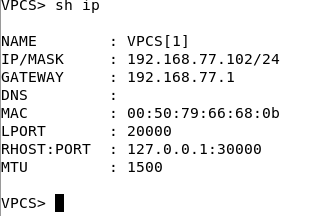 VPCS> sh ip
NAME        : VPCS[1]
IP/MASK     : 192.168.77.102/24
GATEWAY     : 192.168.77.1
DNS         :
MAC         : 00:50:79:66:68:0b
LPORT       : 20000
RHOST:PORT  : 127.0.0.1:30000
MTU         : 1500
VPCS>